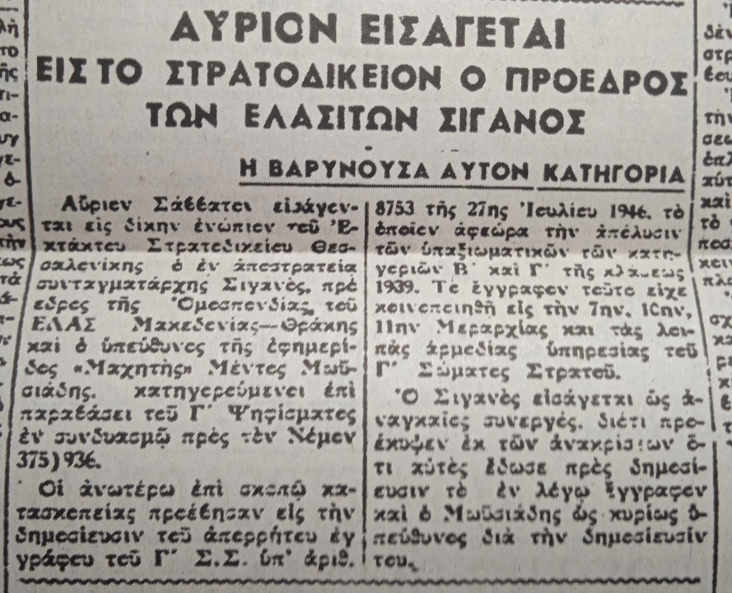 ΑΥΡΙΟΝ ΕΙΣΑΓΕΤΑΙ
ΕΙΣ ΤΟ ΣΤΡΑΤΟΔΙΚΕΙΟΝ Ο ΠΡΟΕΔΡΟΣ
ΤΩΝ ΕΛΑΣΙΤΩΝ ΣΙΓΑΝΟΣ
Η ΒΑΡΥΝΟΥΣΑ ΑΥΤΟΝ ΚΑΤΗΓΟΡΙΑ
Αὔριον Σάββατον εἰσάγον-
ται εἰς δίκην ἐνώπιον τοῦ Ἐ-
κτάκτου Στρατοδικείου Θεσ-
σαλονίκης ὁ ἐν ἀποστρατείᾳ
συνταγματάρχης Σιγανός, πρό
εδρος τῆς Ὁμοσπονδίας τοῦ
ΕΛΑΣ Μακεδονίας—Θράκης
καὶ ὁ ὑπεύθυνος τῆς ἐφημερί-
δος «Μαχητὴς» Μέντες Μωϋ-
σιάδης. κατηγορούμενοι ἐπὶ
παραβάσει τοῦ Γ΄ Ψηφίσματος
ἐν συνδυασμῷ πρὸς τὸν Νόμον
375)936.
Οἱ ἀνωτέρω ἐπὶ σκοπῷ κα-
τασκοπείας προέβησαν εἰς τὴν
δημοσίευσιν τοῦ ἀπορρήτου ἐγ
γράφου τοῦ Γ΄ Σ.Σ. ὑπ' ἀριθ.
8753 τῆς 27ης Ἰουλίου 1946. τὸ
ὁποῖον ἀφεώρα τὴν ἀπόλυσιν
τῶν ὑπαξιωματικῶν τῶν κατη-
γοριῶν Β΄ καὶ Γ΄ τῆς κλάσεως
1939. Τὸ ἔγγραφον τοῦτο εἶχε
κοινοποιηθῆ εἰς τὴν 7ην. 10ην,
11ην Μεραρχίας καὶ τὰς λοι-
πὰς ἁρμοδίας ὑπηρεσίας τοῦ
Γ΄ Σώματος Στρατοῦ.
Ὁ Σιγανὸς εἰσάγεται ὡς ἀ-
ναγκαῖος συνεργός. διότι προ-
έκυψεν ἐκ τῶν ἀνακρίσεων ὅ-
τι αὐτὸς ἔδωσε πρὸς δημοσί-
ευσιν τὸ ἐν λόγῳ ἔγγραφον
καὶ ὁ Μωϋσιάδης ὡς κυρίως ὑ-
πεύθυνος διὰ τὴν δημοσίευσίν
του.